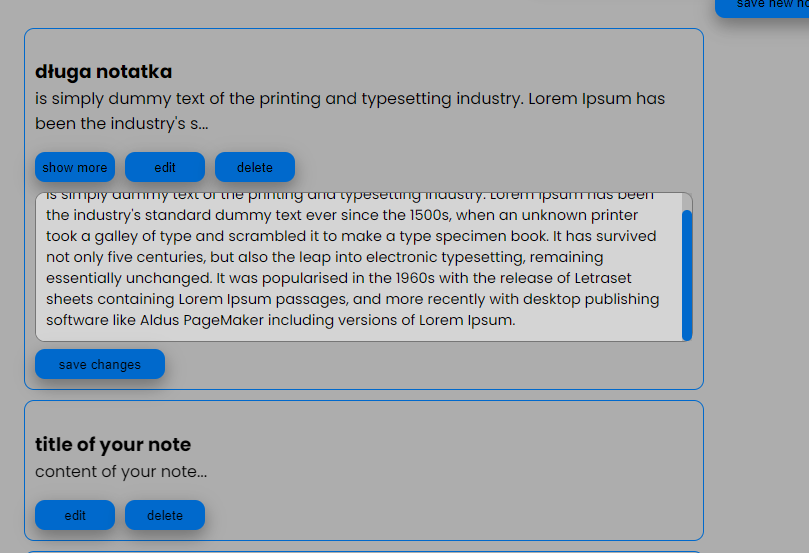 save new no
długa notatka
is simply dummy text of the printing and typesetting industry. Lorem Ipsum has
been the industry's s...
show more
edit
delete
is simply dummy text of the printing and typesetting industry. Lorem Ipsum has been
the industry's standard dummy text ever since the 1500s, when an unknown printer
took a galley of type and scrambled it to make a type specimen book. It has survived
not only five centuries, but also the leap into electronic typesetting, remaining
essentially unchanged. It was popularised in the 1960s with the release of Letraset
sheets containing Lorem Ipsum passages, and more recently with desktop publishing
software like Aldus PageMaker including versions of Lorem Ipsum.
save changes
title of your note
content of your note...
edit
delete